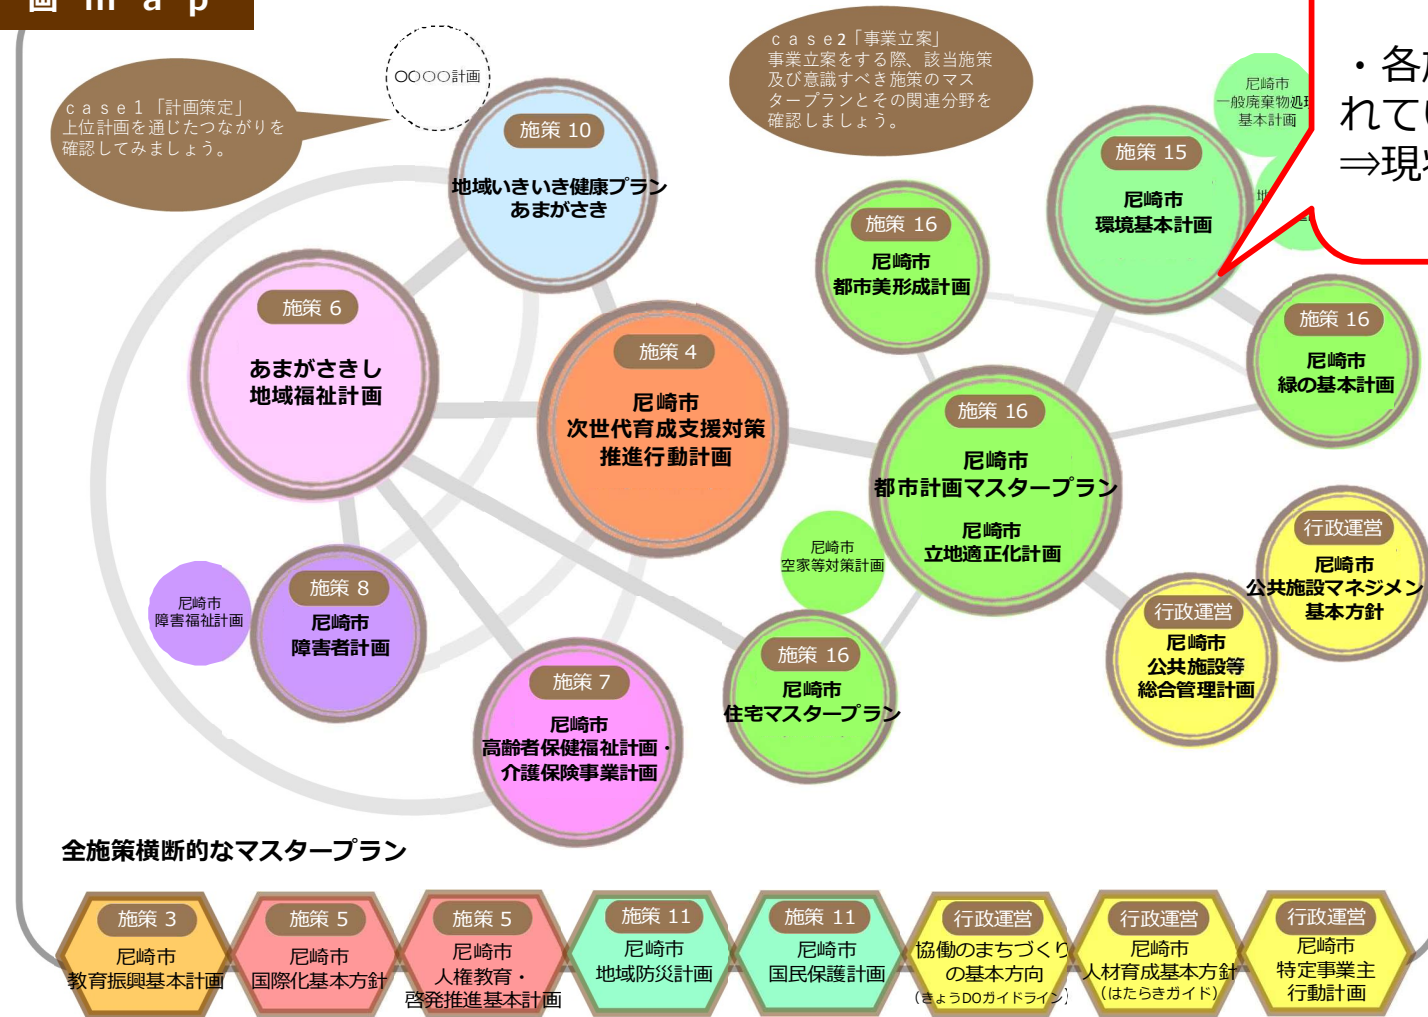 画 m a p
case1「計画策定」
上位計画を通じたつながりを
確認してみましょう。
〇〇〇〇計画
case2「事業立案」
事業立案をする際、該当施策
及び意識すべき施策のマス
タープランとその関連分野を
確認しましょう。
尼崎市
一般廃棄物処理
基本計画
・各
れて
⇒現
施策 10
地域いきいき健康プラン
あまがさき
施策 15
尼崎市
環境基本計画
施策 16
尼崎市
都市美形成計画
施策 6
あまがさきし
地域福祉計画
施策 4
尼崎市
次世代育成支援対策
推進行動計画
施策 16
尼崎市
緑の基本計画
施策 16
尼崎市
都市計画マスタープラン
尼崎市
立地適正化計画
尼崎市
空家等対策計画
行政運営
尼崎市
公共施設マネジメン
基本方針
尼崎市
障害福祉計画
施策 8
尼崎市
障害者計画
行政運営
尼崎市
公共施設等
総合管理計画
施策 7
尼崎市
高齢者保健福祉計画・
介護保険事業計画
施策 16
尼崎市
住宅マスタープラン
全施策横断的なマスタープラン
施策 3
尼崎市
教育振興基本計画
施策 5
尼崎市
国際化基本方針
施策 5
尼崎市
人権教育・
啓発推進基本計画
施策 11
尼崎市
地域防災計画
施策 11
尼崎市
国民保護計画
行政運営
協働のまちづくり
の基本方向
（きょうDOガイドライン）
行政運営
尼崎市
人材育成基本方針
（はたらきガイド）
行政運営
尼崎市
特定事業主
行動計画